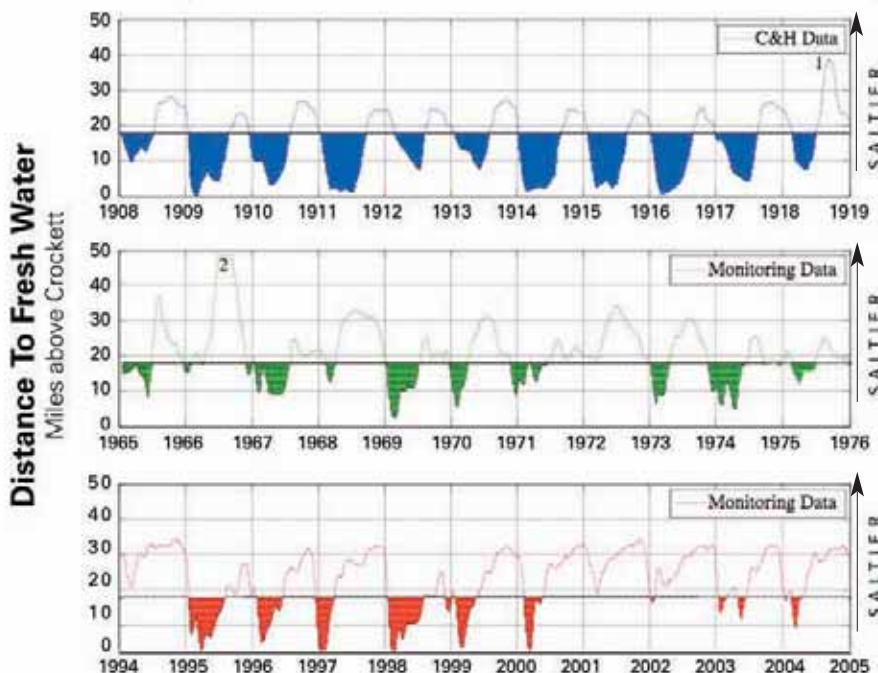 Distance To Fresh Water
Miles above Crockett
50
40
30
20
10
0
C&H Data
1
1908 1909 1910 1911 1912 1913 1914 1915 1916 1917 1918 1919
SALTIER
50
40
30
20
10
0
Monitoring Data
2
1965 1966 1967 1968 1969 1970 1971 1972 1973 1974 1975 1976
SALTIER
50
40
30
20
10
0
Monitoring Data
1994 1995 1996 1997 1998 1999 2000 2001 2002 2003 2004 2005
SALTIER